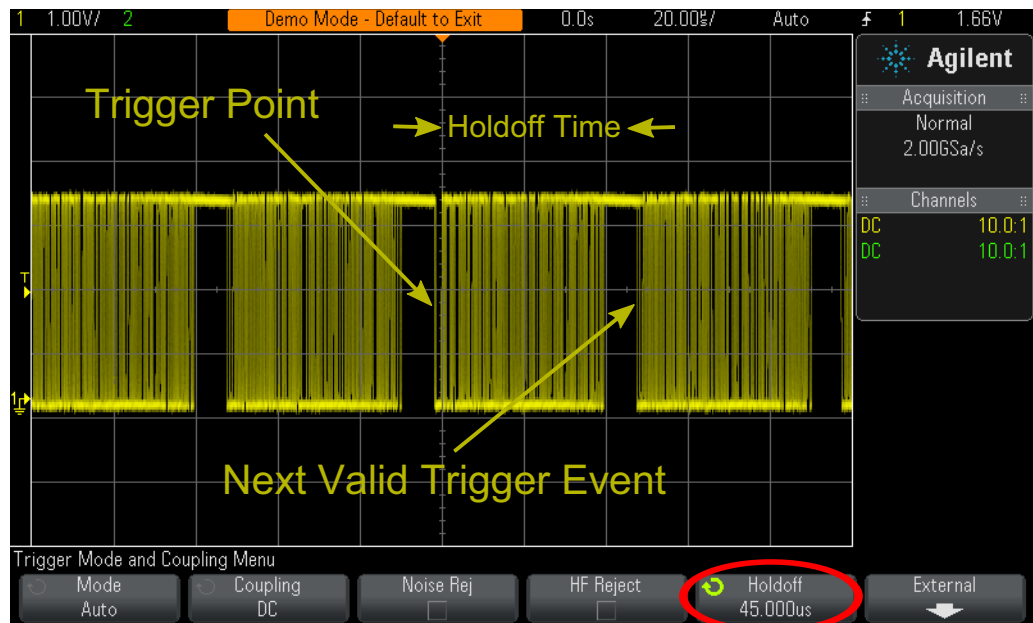 1 1.00V/ 2 Demo Mode - Default to Exit 0.0s 20.00㎲/ Auto 1 1.66V
Agilent
Trigger Point
Acquisition
Holdoff Time
Normal
2.00GSa/s
Channels
DC 10.0:1
DC 10.0:1
T
1
Next Valid Trigger Event
Trigger Mode and Coupling Menu
Mode Coupling Noise Rej HF Reject Holdoff External
Auto DC 45.000us